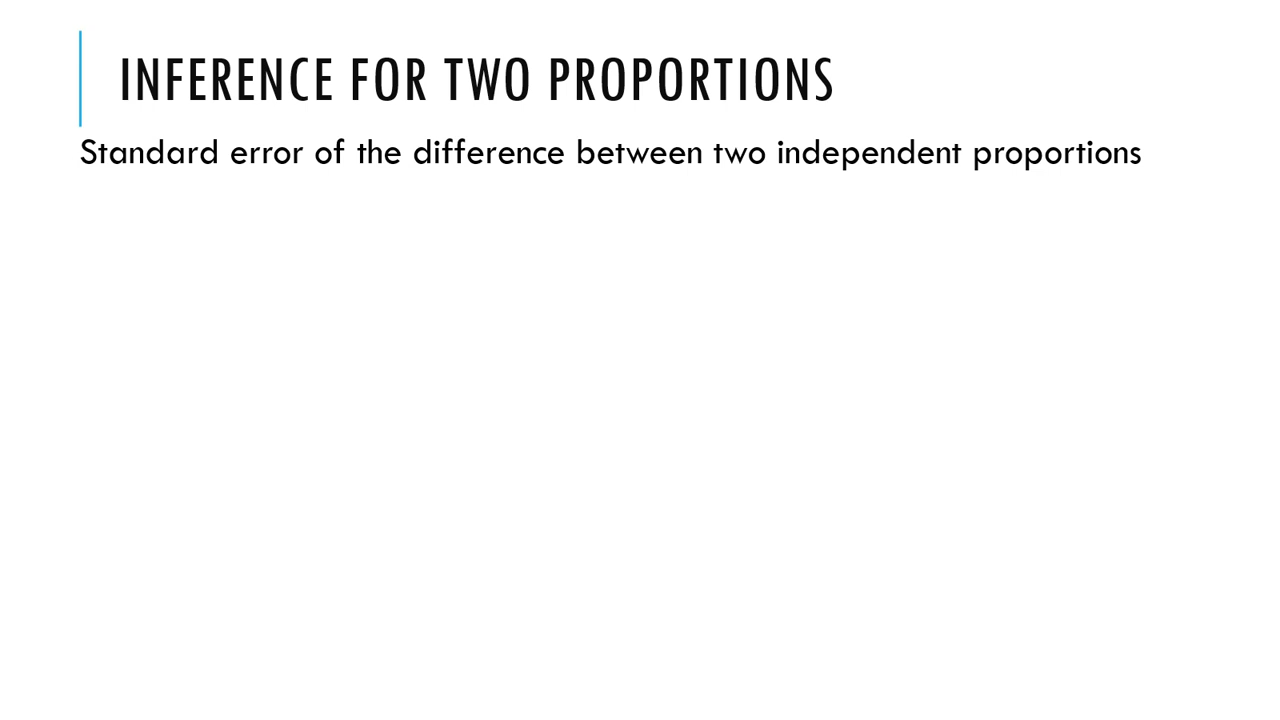 INFERENCE FOR TWO PROPORTIONS
Standard error of the difference between two independent proportions